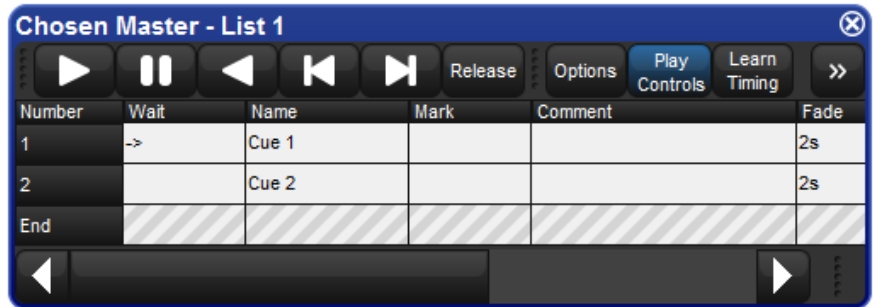 Chosen Master - List 1
Release Options Play Controls Learn Timing »
Number Wait Name Mark Comment Fade
1 -> Cue 1 2s
2 Cue 2 2s
End